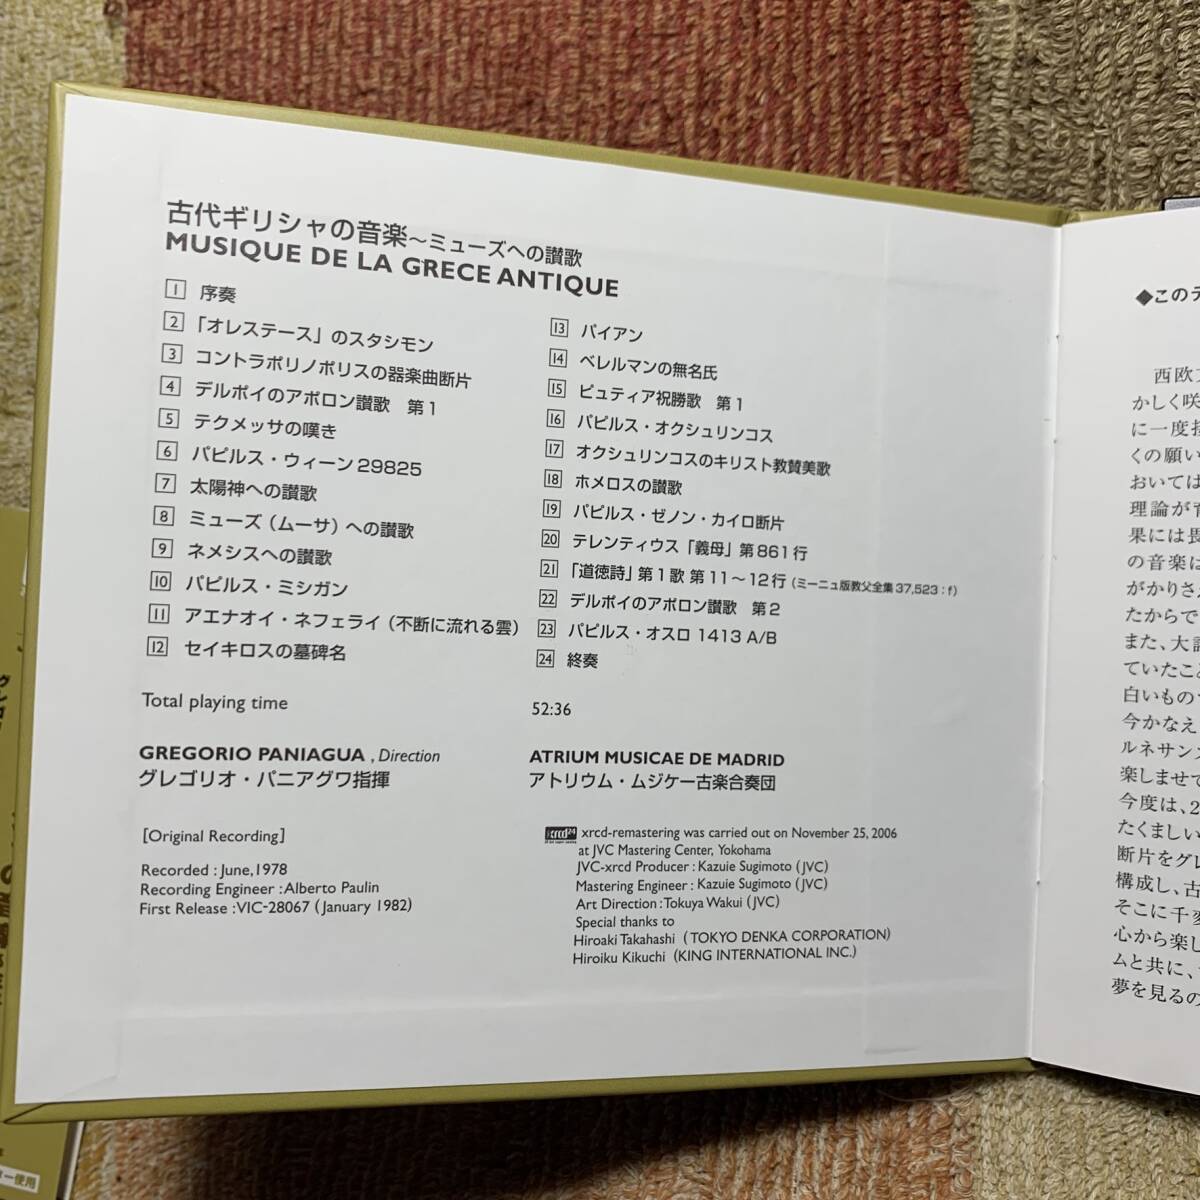 古代ギリシャの音楽～ミューズへの讃歌
MUSIQUE DE LA GRECE ANTIQUE
1 序奏
2 「オレステース」のスタシモン
3 コントラポリノポリスの器楽曲断片
4 デルポイのアポロン讃歌 第1
5 テクメッサの嘆き
6 パピルス・ウィーン29825
7 太陽神への讃歌
8 ミューズ（ムーサ）への讃歌
9 ネメシスへの讃歌
10 パピルス・ミシガン
11 アエナオイ・ネフェライ（不断に流れる雲）
12 セイキロスの墓碑名
13 パイアン
14 ベレルマンの無名氏
15 ピュティア祝勝歌 第1
16 パピルス・オクシュリンコス
17 オクシュリンコスのキリスト教賛美歌
18 ホメロスの讃歌
19 パピルス・ゼノン・カイロ断片
20 テレンティウス「義母」第861行
21 「道徳詩」第1歌 第11～12行（ミーニュ版教父全集37,523：f）
22 デルポイのアポロン讃歌 第2
23 パピルス・オスロ 1413 A/B
24 終奏
Total playing time 52:36
GREGORIO PANIAGUA , Direction
グレゴリオ・パニアグワ指揮
ATRIUM MUSICAE DE MADRID
アトリウム・ムジケー古楽合奏団
[Original Recording]
Recorded : June,1978
Recording Engineer : Alberto Paulin
First Release : VIC-28067 ( January 1982)
xrcd24 xrcd-remastering was carried out on November 25, 2006
at JVC Mastering Center, Yokohama
JVC-xrcd Producer : Kazuie Sugimoto ( JVC)
Mastering Engineer : Kazuie Sugimoto ( JVC)
Art Direction : Tokuya Wakui ( JVC)
Special thanks to
Hiroaki Takahashi ( TOKYO DENKA CORPORATION)
Hiroiku Kikuchi (KING INTERNATIONAL INC.)
◆この
西欧
かしく咲
に一度接
くの願い
おいては
理論が育
果には長
の音楽は
がかりさえ
たからで
また、大
ていたこと
白いもの
今かなえ
ルネサンス
楽しませて
今度は、2
たくましい
断片をグレ
構成し、古
そこに千変
心から楽し
ムと共に、
夢を見るの
ー使用